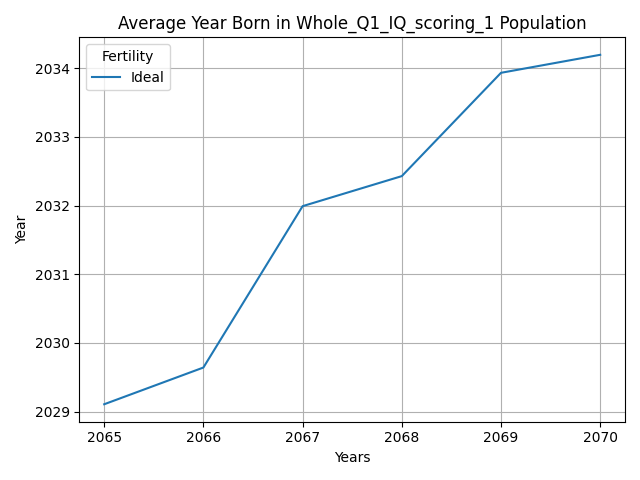 Average Year Born in Whole_Q1_IQ_scoring_1 Population
Fertility
Ideal
2034
2033
2032
2031
2030
2029
Year
2065 2066 2067 2068 2069 2070
Years